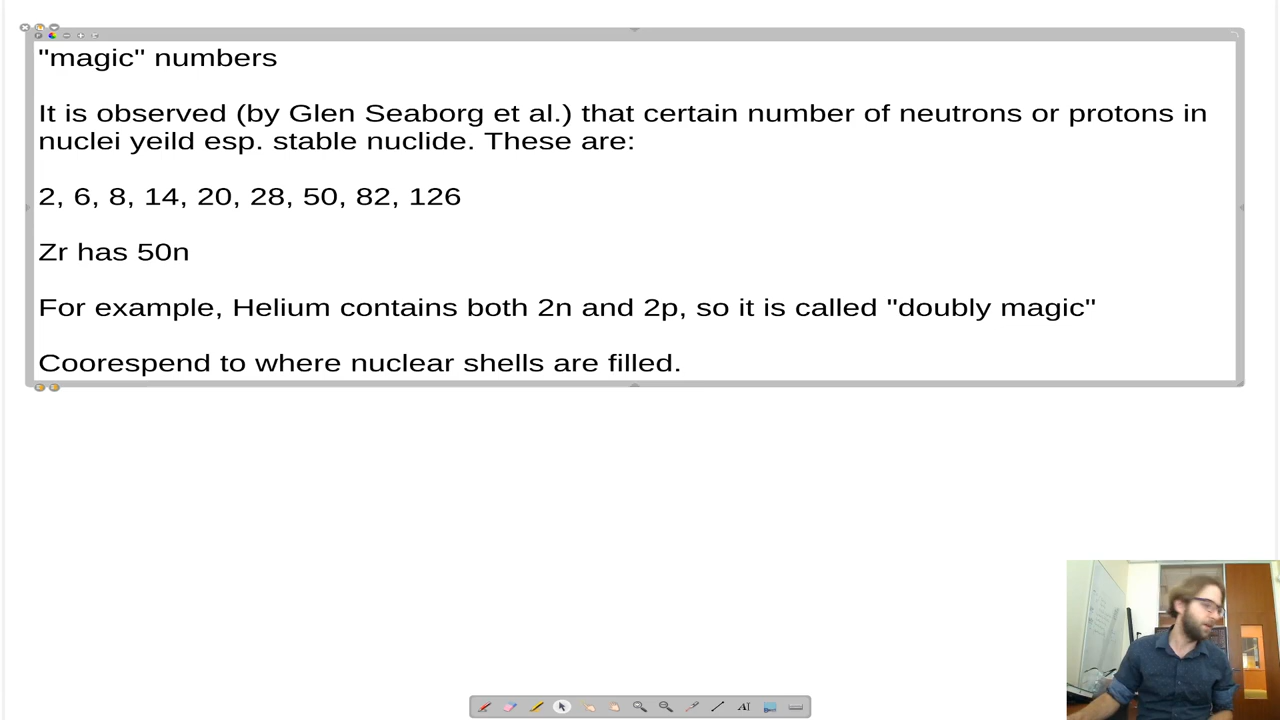 "magic" numbers
It is observed (by Glen Seaborg et al.) that certain number of neutrons or protons in
nuclei yeild esp. stable nuclide. These are:
2, 6, 8, 14, 20, 28, 50, 82, 126
Zr has 50n
For example, Helium contains both 2n and 2p, so it is called "doubly magic"
Coorespend to where nuclear shells are filled.